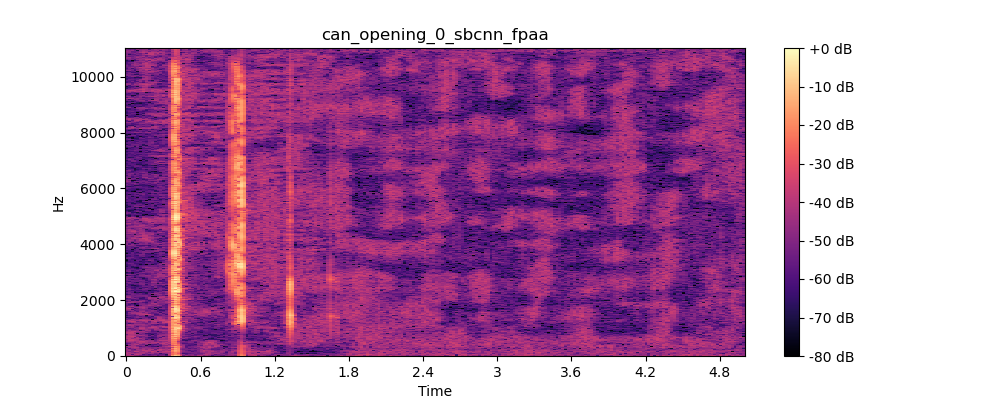 can_opening_0_sbcnn_fpaa
Hz
10000
8000
6000
4000
2000
0
0 0.6 1.2 1.8 2.4 3 3.6 4.2 4.8
Time
+0 dB
-10 dB
-20 dB
-30 dB
-40 dB
-50 dB
-60 dB
-70 dB
-80 dB